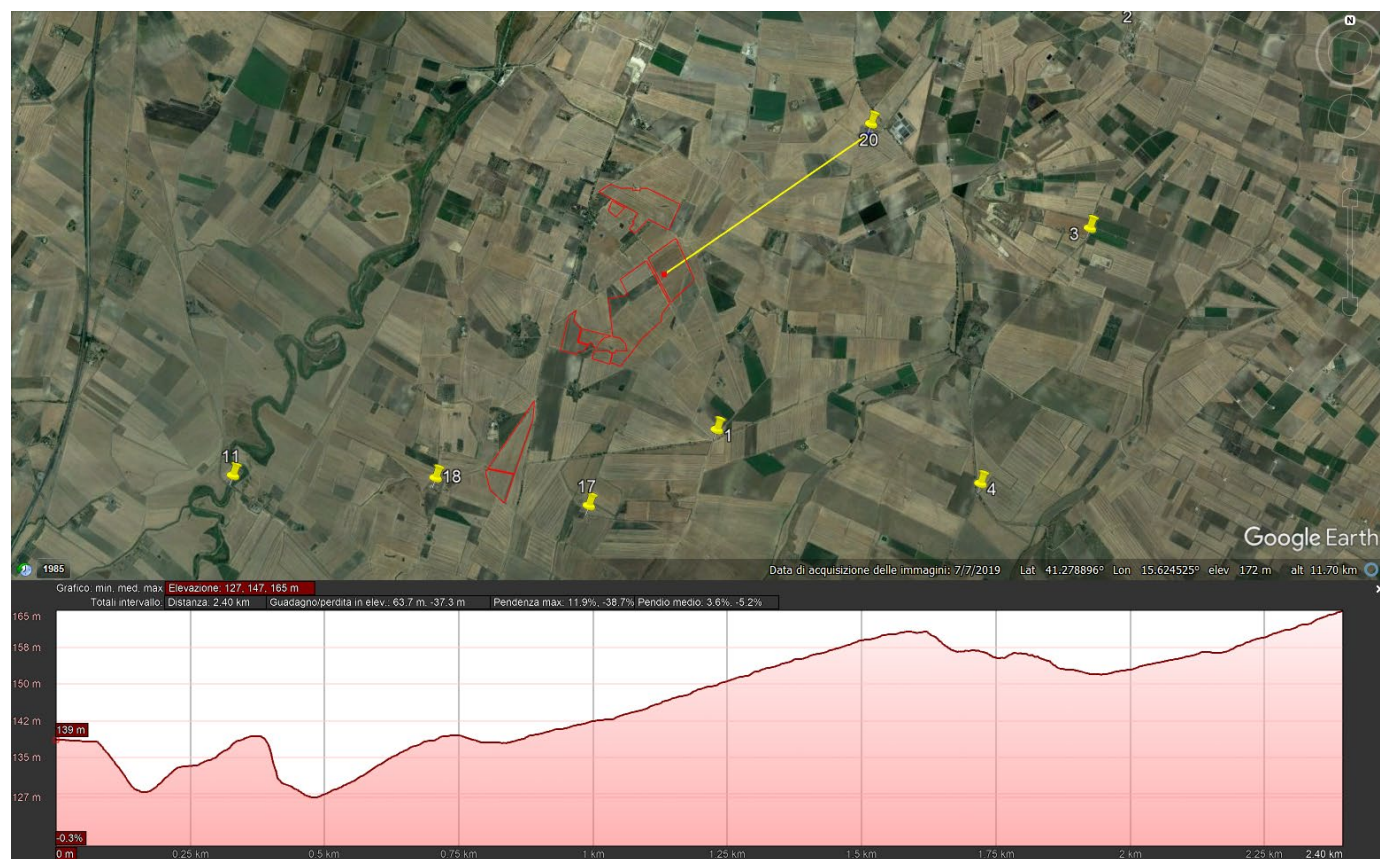 2
N
20
3
11
18
17
1
4
Google Earth
1985
Data di acquisizione delle immagini: 7/7/2019 Lat 41.278896° Lon 15.624525° elev 172 m alt 11.70 km
Grafico: min. med. max Elevazione: 127, 147, 165 m
Totali intervallo: Distanza: 2.40 km Guadagno/perdita in elev.: 63.7 m, -37.3 m Pendenza max: 11.9%, -38.7% Pendio medio: 3.6%, -5.2%
165 m
158 m
150 m
142 m
139 m
135 m
127 m
-0.3%
0 m 0.25 km 0.5 km 0.75 km 1 km 1.25 km 1.5 km 1.75 km 2 km 2.25 km 2.40 km